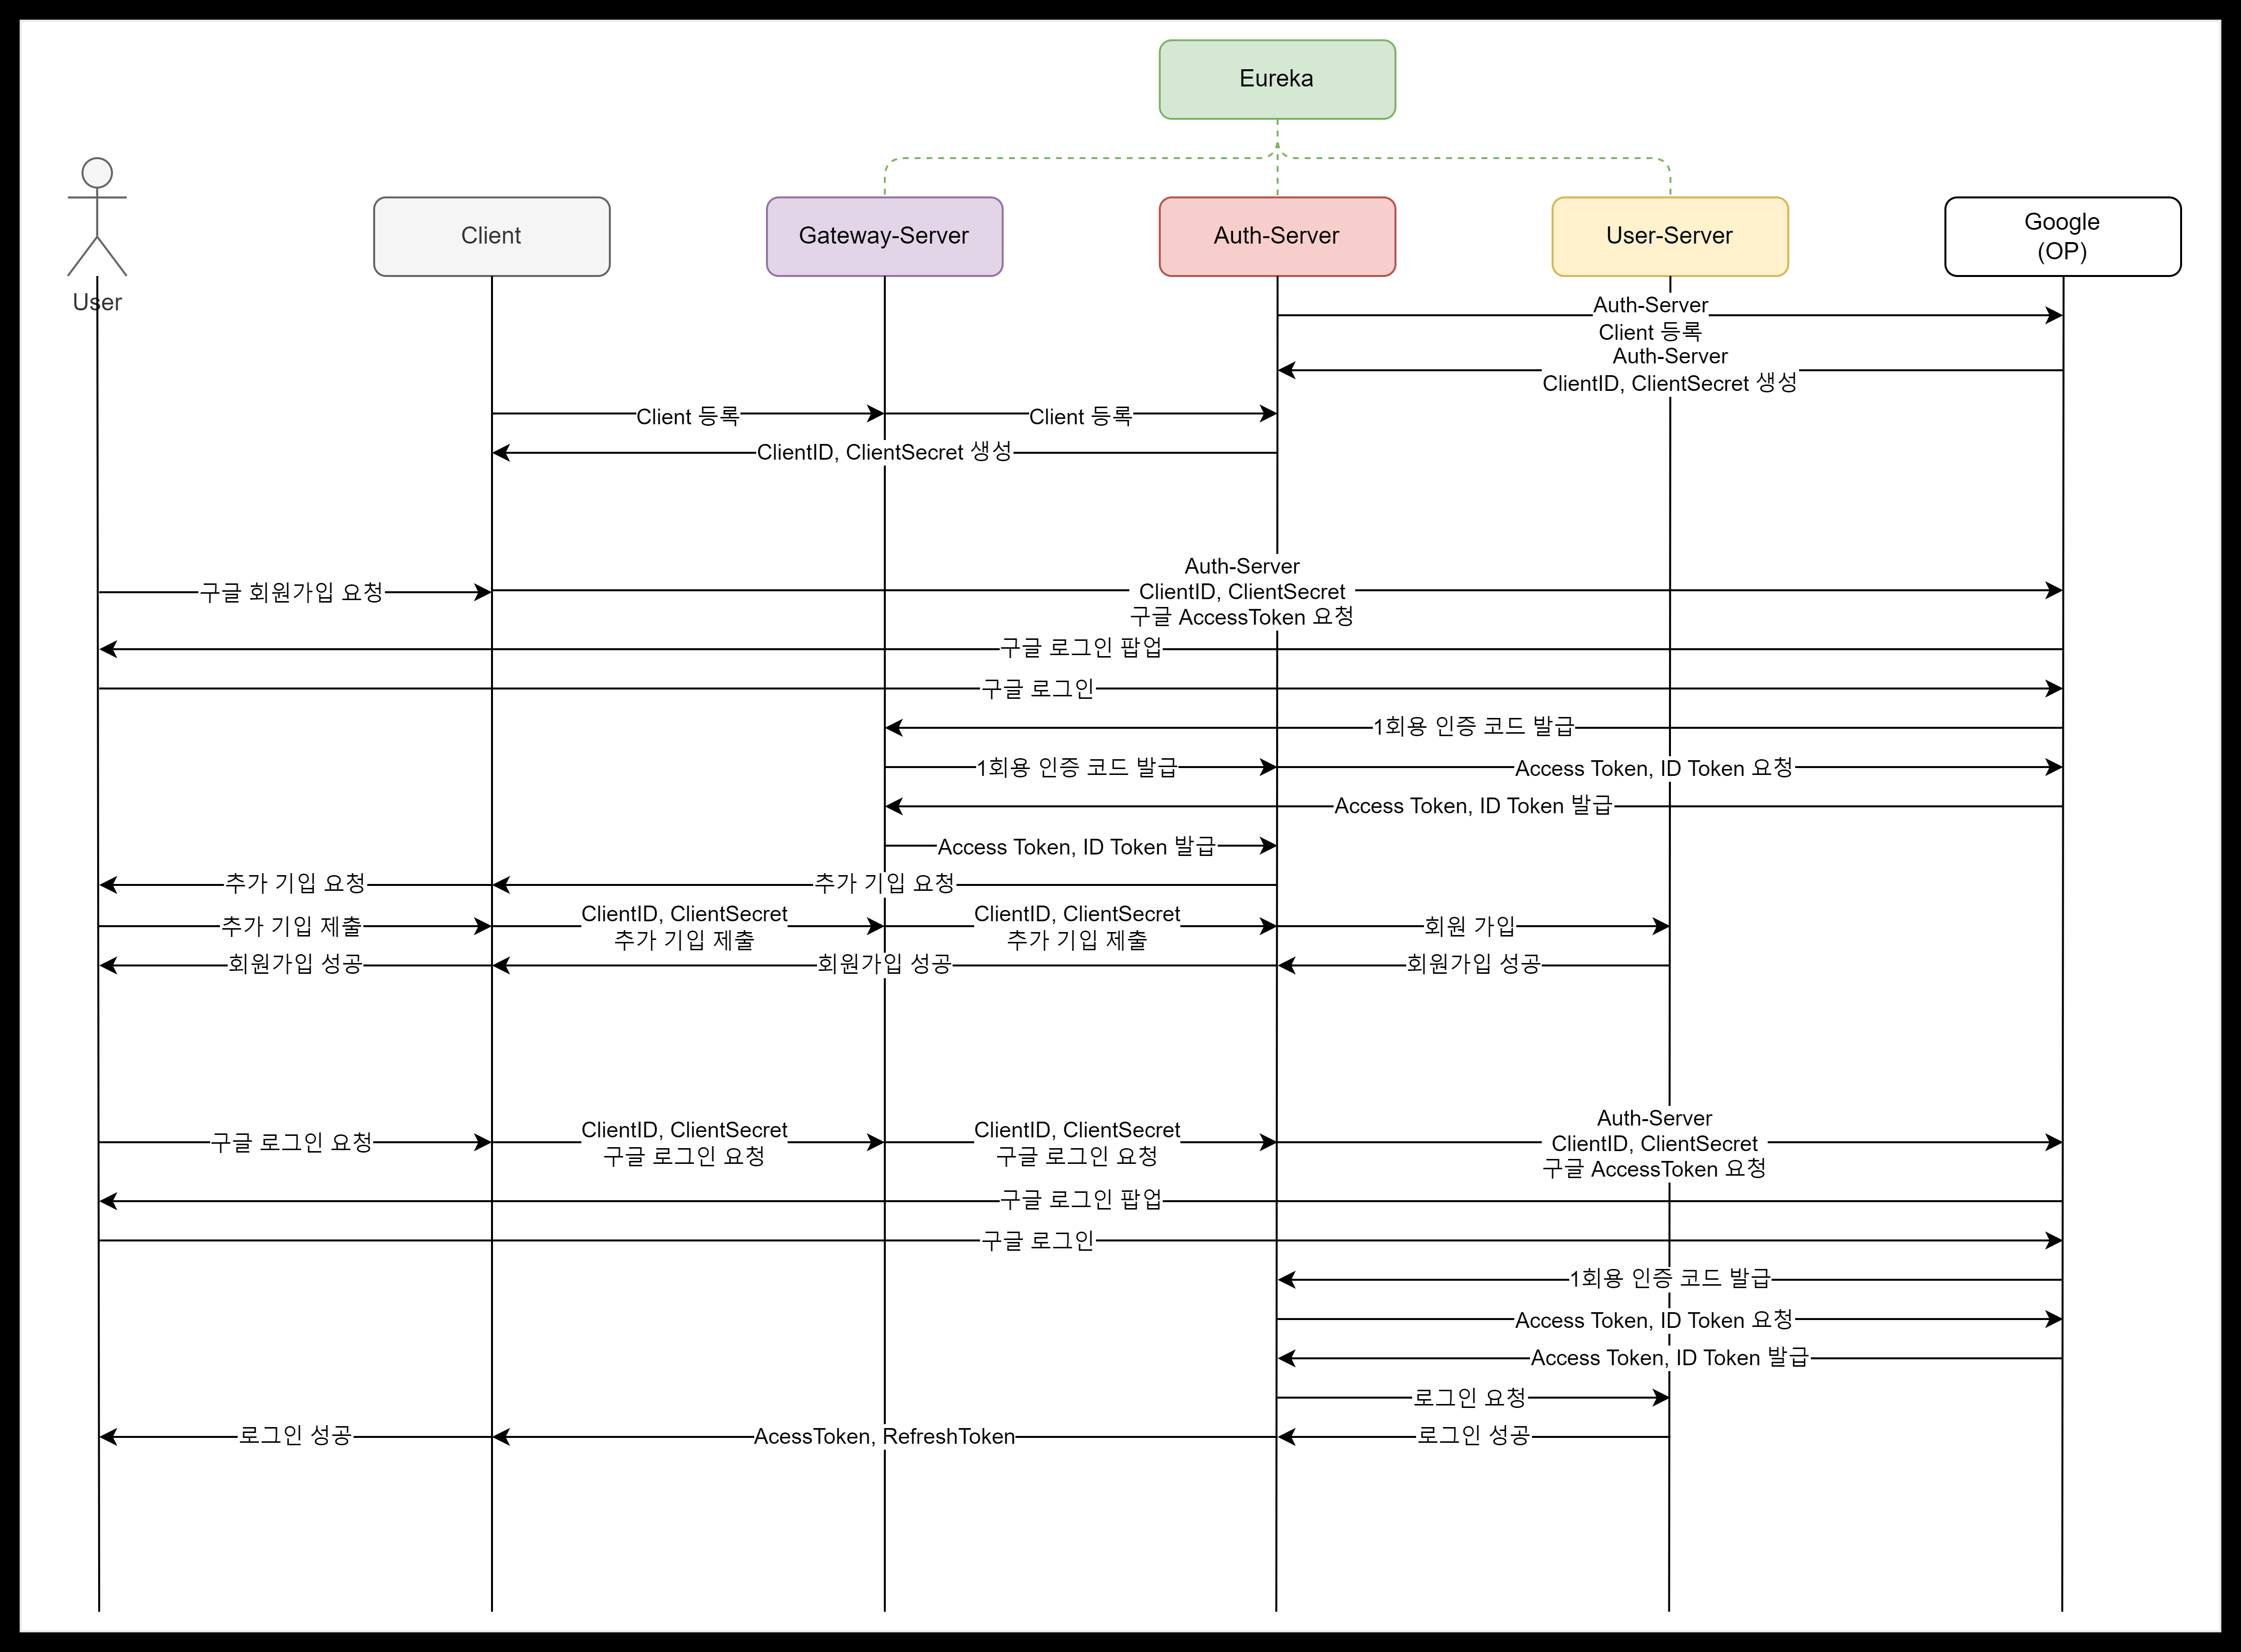 Eureka
User
Client
Gateway-Server
Auth-Server
User-Server
Google
(OP)
Auth-Server
Client 등록
Auth-Server
ClientID, ClientSecret 생성
Client 등록
Client 등록
ClientID, ClientSecret 생성
구글 회원가입 요청
Auth-Server
ClientID, ClientSecret
구글 AccessToken 요청
구글 로그인 팝업
구글 로그인
1회용 인증 코드 발급
1회용 인증 코드 발급
Access Token, ID Token 요청
Access Token, ID Token 발급
Access Token, ID Token 발급
추가 기입 요청
추가 기입 요청
추가 기입 제출
ClientID, ClientSecret
추가 기입 제출
ClientID, ClientSecret
추가 기입 제출
회원 가입
회원가입 성공
회원가입 성공
회원가입 성공
구글 로그인 요청
ClientID, ClientSecret
구글 로그인 요청
ClientID, ClientSecret
구글 로그인 요청
Auth-Server
ClientID, ClientSecret
구글 AccessToken 요청
구글 로그인 팝업
구글 로그인
1회용 인증 코드 발급
Access Token, ID Token 요청
Access Token, ID Token 발급
로그인 요청
로그인 성공
AcessToken, RefreshToken
로그인 성공